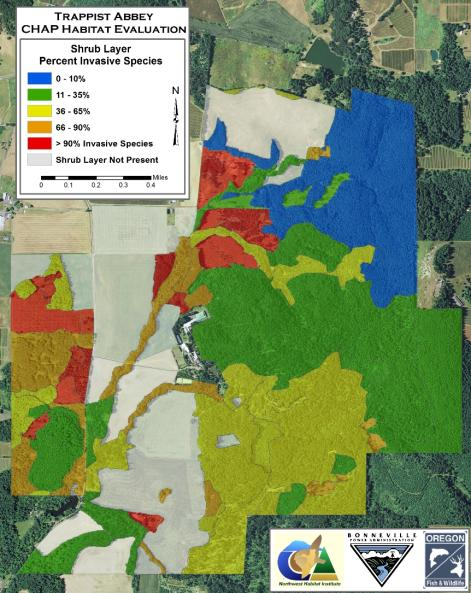 TRAPPIST ABBEY
CHAP HABITAT EVALUATION
Shrub Layer
Percent Invasive Species
0 - 10%
11 - 35%
36 - 65%
66 - 90%
> 90% Invasive Species
Shrub Layer Not Present
N
Miles
0 0.1 0.2 0.3 0.4
Northwest Habitat Institute
BONNEVILLE
POWER ADMINISTRATION
OREGON
Fish & Wildlife